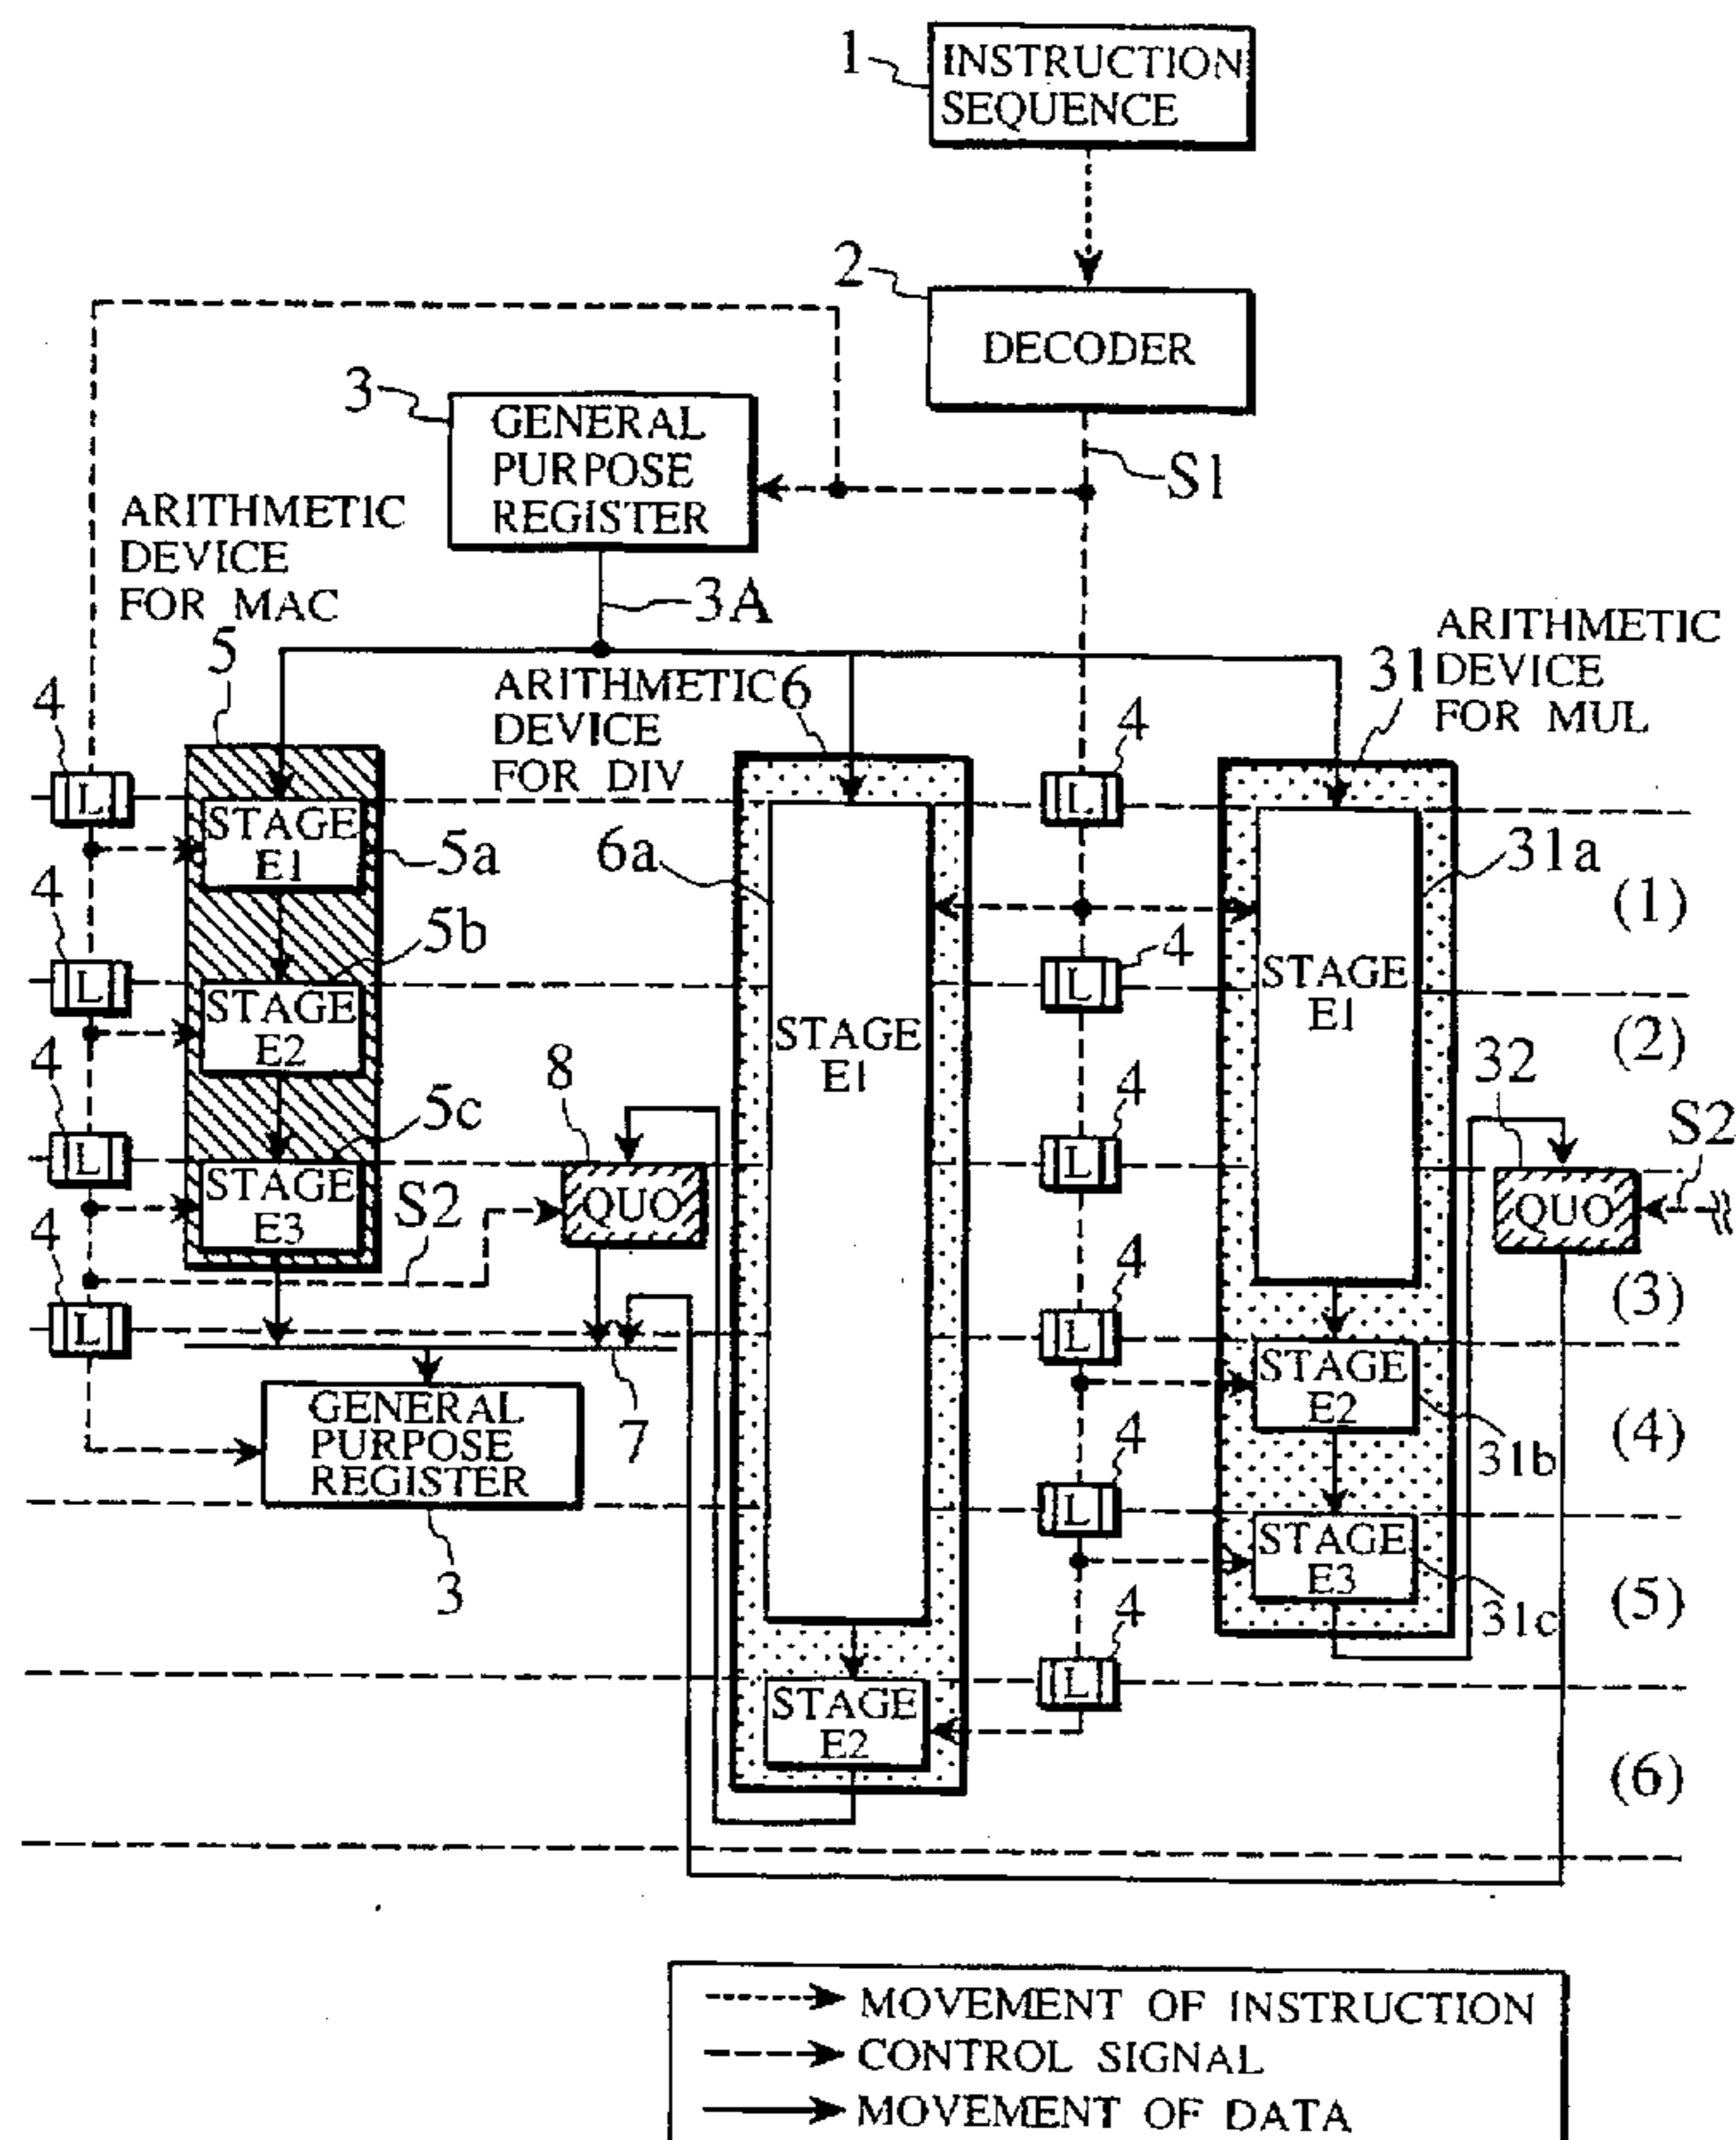 1
INSTRUCTION
SEQUENCE
2
DECODER
S1
3
GENERAL
PURPOSE
REGISTER
3A
ARITHMETIC
DEVICE
FOR MAC
5
ARITHMETIC
DEVICE
FOR DIV
6
ARITHMETIC
DEVICE
FOR MUL
31
4
L
4
L
STAGE
E1
5a
6a
31a
(1)
4
L
5b
4
L
STAGE
E2
STAGE
E1
STAGE
E1
(2)
4
L
5c
8
4
L
32
S2
STAGE
E3
S2
QUO
QUO
4
L
4
L
(3)
7
GENERAL
PURPOSE
REGISTER
3
STAGE
E2
31b
(4)
4
L
STAGE
E3
31c
(5)
4
L
STAGE
E2
(6)
MOVEMENT OF INSTRUCTION
CONTROL SIGNAL
MOVEMENT OF DATA